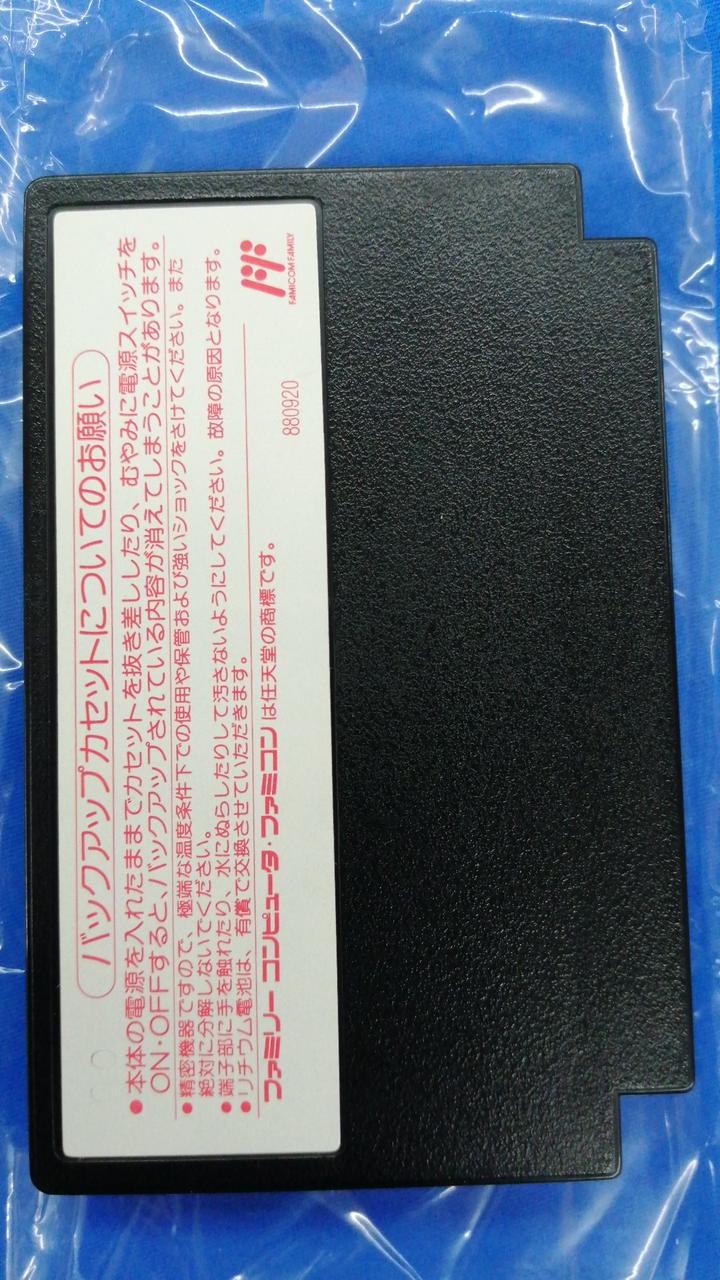 バックアップカセットについてのお願い
●本体の電源を入れたままでカセットを抜き差ししたり、むやみに電源スイッチを
ON・OFFすると、バックアップされている内容が消えてしまうことがあります。
●精密機器ですので、極端な温度条件下での使用や保管および強いショックをさけてください。また
絶対に分解しないでください。
●端子部に手を触れたり、水にぬらしたりして汚さないようにしてください。故障の原因となります。
●リチウム電池は、有償で交換させていただきます。
ファミリーコンピュータ・ファミコンは任天堂の商標です。
880920
FAMICOM FAMILY